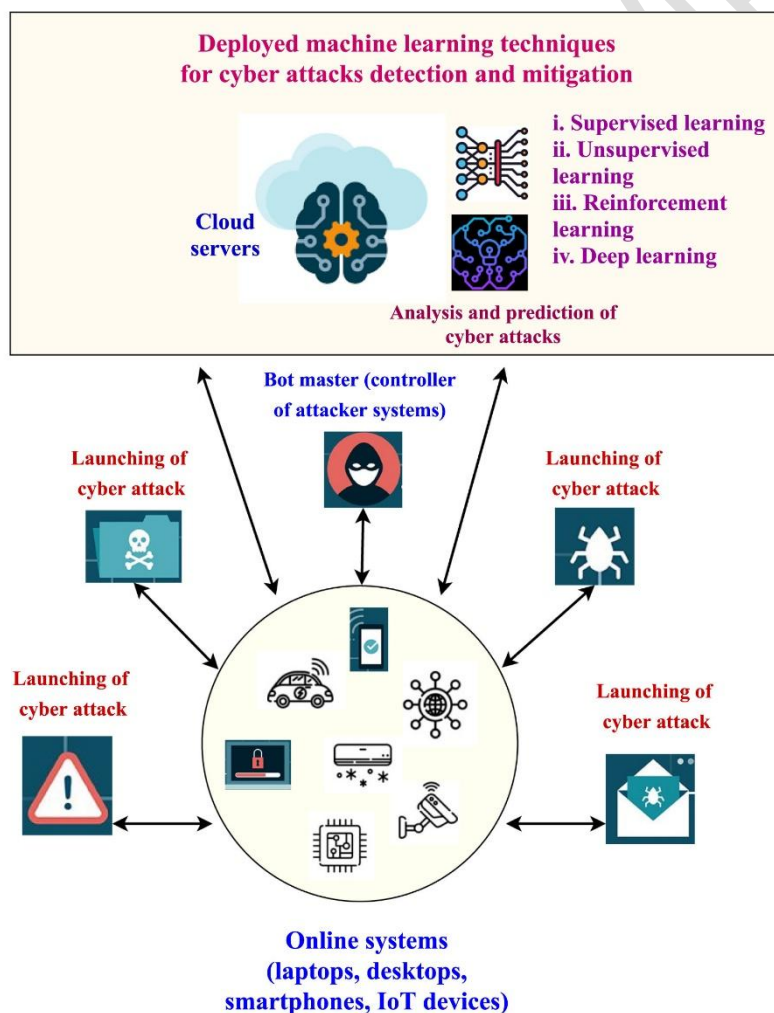 Deployed machine learning techniques
for cyber attacks detection and mitigation
Cloud
servers
i. Supervised learning
ii. Unsupervised
learning
iii. Reinforcement
learning
iv. Deep learning
Analysis and prediction of
cyber attacks
Bot master (controller
of attacker systems)
Launching of
cyber attack
Launching of
cyber attack
Launching of
cyber attack
Launching of
cyber attack
Online systems
(laptops, desktops,
smartphones, IoT devices)